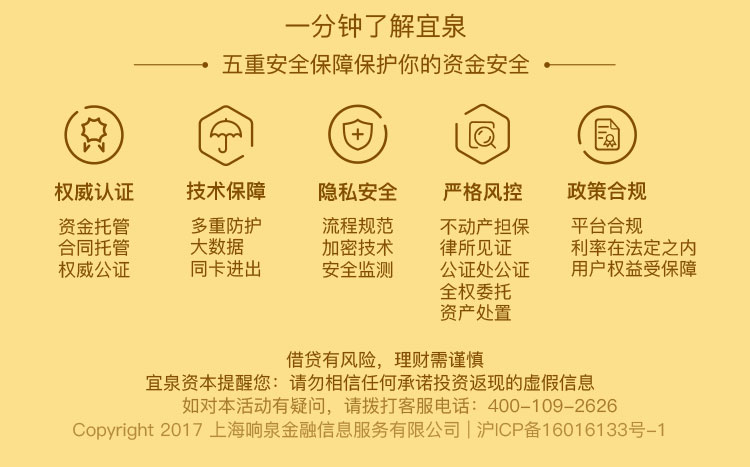 一分钟了解宜泉
五重安全保障保护你的资金安全
权威认证 技术保障 隐私安全 严格风控 政策合规
资金托管 多重防护 流程规范 不动产担保 平台合规
合同托管 大数据 加密技术 律所见证 利率在法定之内
权威公证 同卡进出 安全监测 公证处公证 用户权益受保障
全权委托
资产处置
借贷有风险，理财需谨慎
宜泉资本提醒您：请勿相信任何承诺投资返现的虚假信息
如对本活动有疑问，请拨打客服电话：400-109-2626
Copyright 2017 上海响泉金融信息服务有限公司 | 沪ICP备16016133号-1